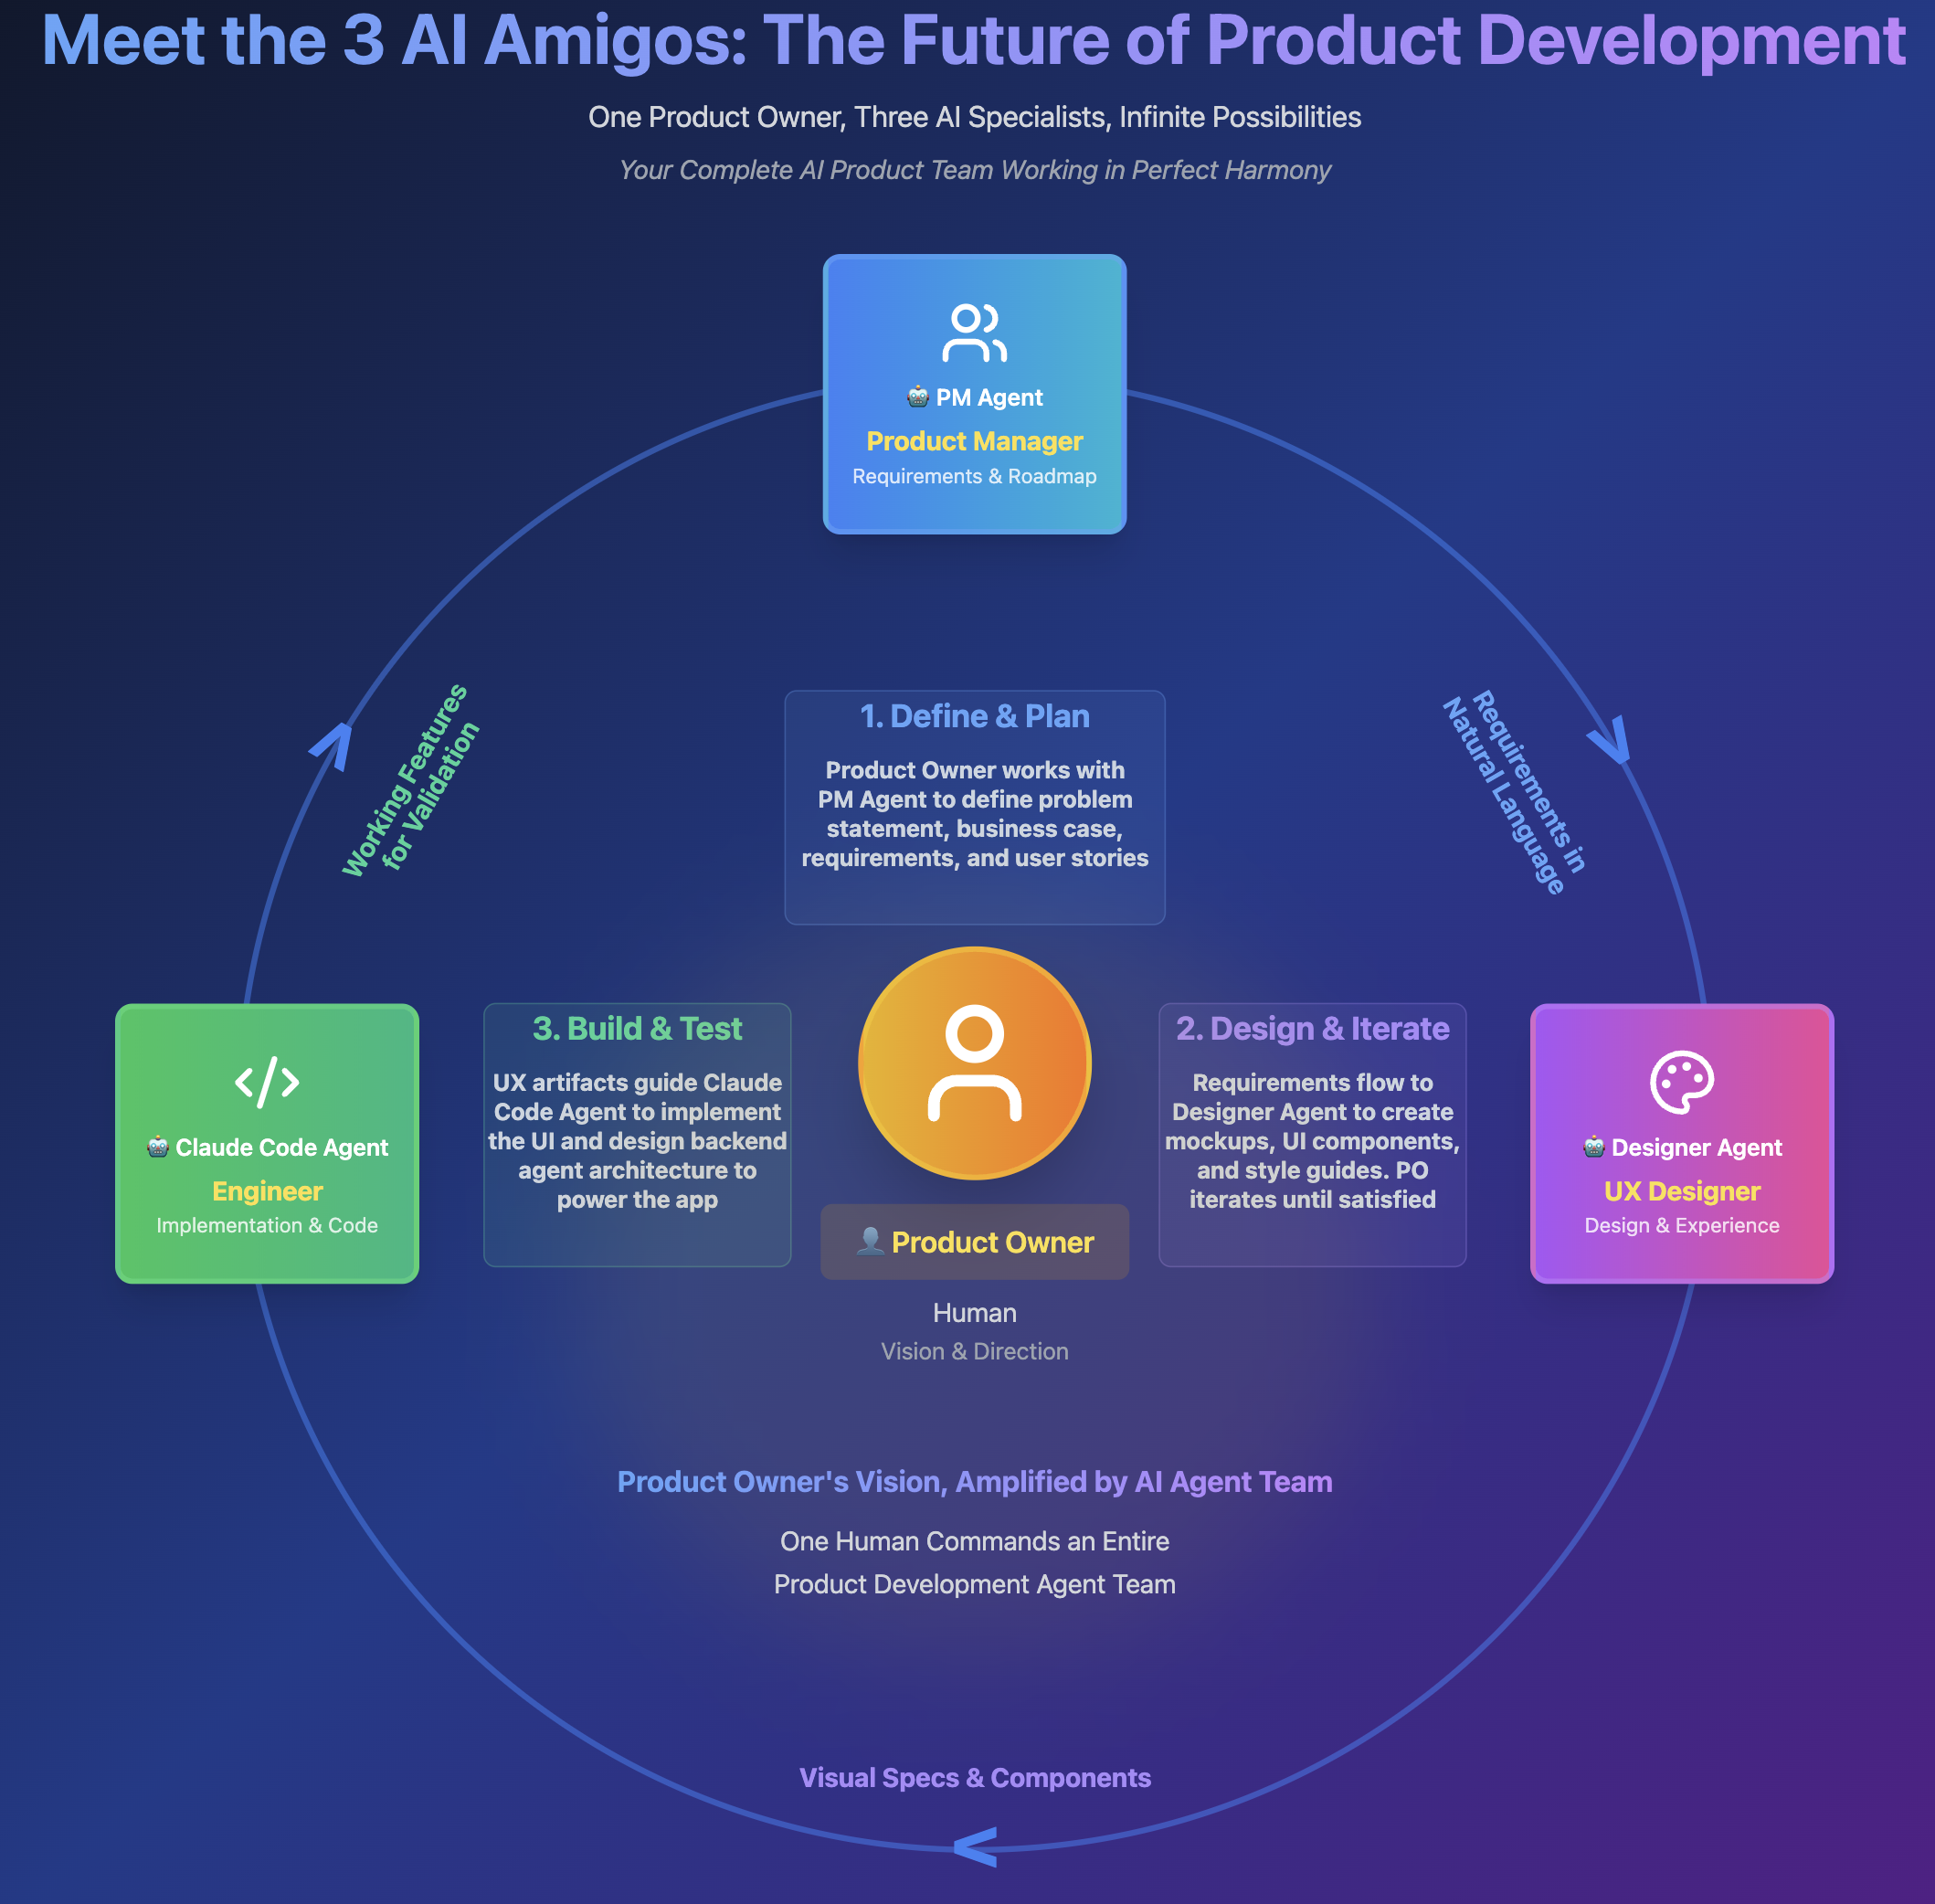 Meet the 3 AI Amigos: The Future of Product Development
One Product Owner, Three AI Specialists, Infinite Possibilities
Your Complete AI Product Team Working in Perfect Harmony
🤖 PM Agent
Product Manager
Requirements & Roadmap
Working Features
for Validation
Requirements in
Natural Language
1. Define & Plan
Product Owner works with
PM Agent to define problem
statement, business case,
requirements, and user stories
🤖 Claude Code Agent
Engineer
Implementation & Code
3. Build & Test
UX artifacts guide Claude
Code Agent to implement
the UI and design backend
agent architecture to
power the app
👤 Product Owner
Human
Vision & Direction
2. Design & Iterate
Requirements flow to
Designer Agent to create
mockups, UI components,
and style guides. PO
iterates until satisfied
🤖 Designer Agent
UX Designer
Design & Experience
Product Owner's Vision, Amplified by AI Agent Team
One Human Commands an Entire
Product Development Agent Team
Visual Specs & Components